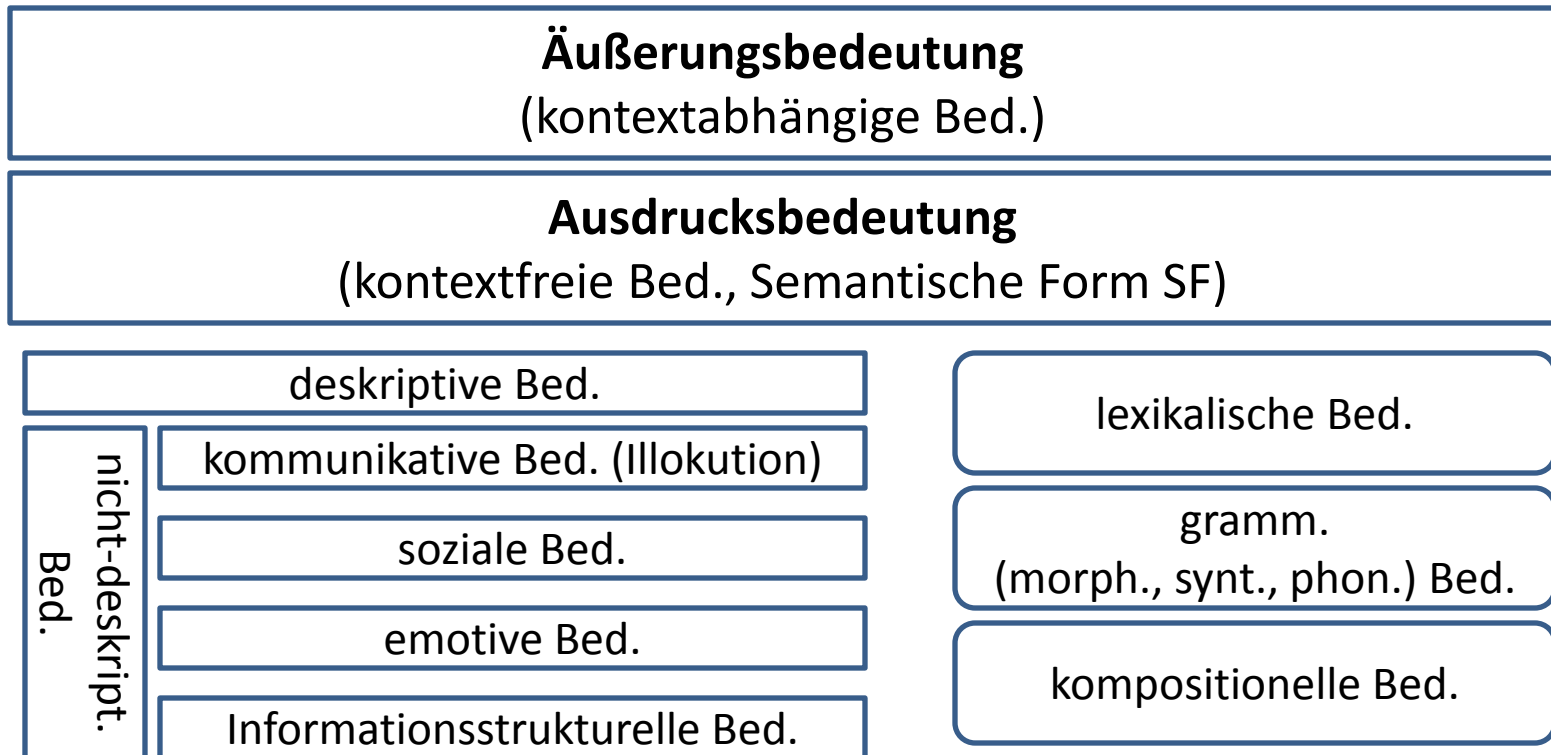 Äußerungsbedeutung
(kontextabhängige Bed.)
Ausdrucksbedeutung
(kontextfreie Bed., Semantische Form SF)
deskriptive Bed.
nicht-deskript.
Bed.
kommunikative Bed. (Illokution)
soziale Bed.
emotive Bed.
Informationsstrukturelle Bed.
lexikalische Bed.
gramm.
(morph., synt., phon.) Bed.
kompositionelle Bed.